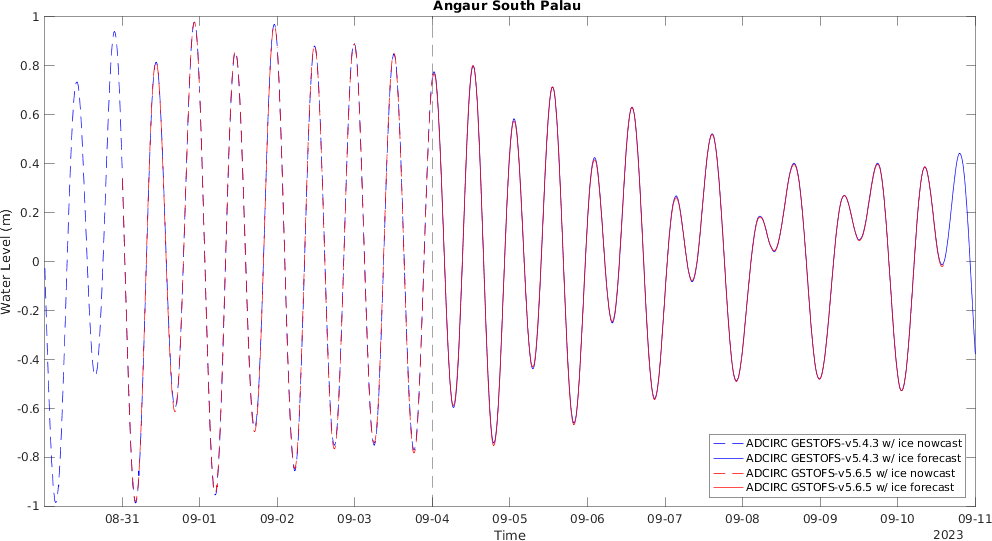 Angaur South Palau
1
0.8
0.6
0.4
0.2
0
-0.2
-0.4
-0.6
-0.8
-1
Water Level (m)
ADCIRC GESTOFS-v5.4.3 w/ ice nowcast
ADCIRC GESTOFS-v5.4.3 w/ ice forecast
ADCIRC GSTOFS-v5.6.5 w/ ice nowcast
ADCIRC GSTOFS-v5.6.5 w/ ice forecast
08-31 09-01 09-02 09-03 09-04 09-05 09-06 09-07 09-08 09-09 09-10 09-11
Time
2023